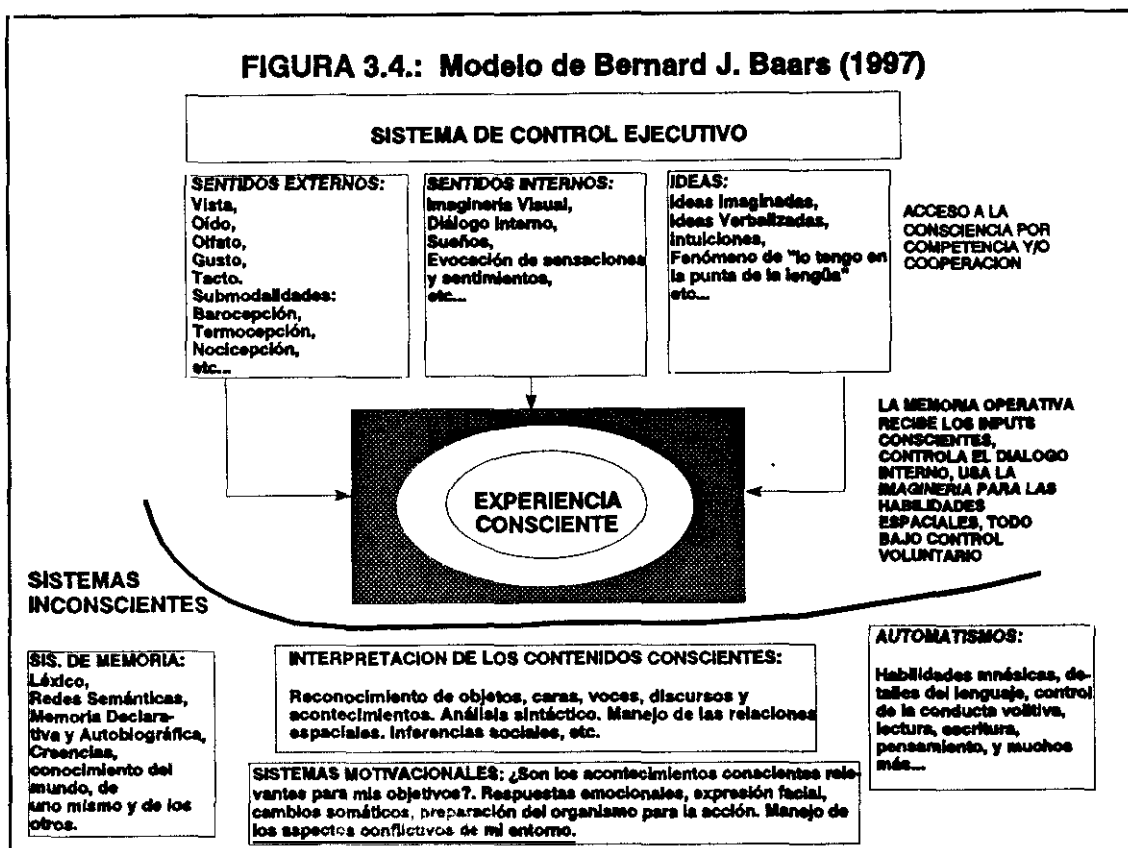 FIGURA 3.4.: Modelo de Bernard J. Baars (1997)
SISTEMA DE CONTROL EJECUTIVO
SENTIDOS EXTERNOS:
Vista,
Oído,
Olfato,
Gusto,
Tacto.
Submodalidades:
Barocepción,
Termocepción,
Nocicepción,
etc...
SENTIDOS INTERNOS:
Imaginería Visual,
Diálogo Interno,
Sueños,
Evocación de sensaciones
y sentimientos,
etc...
IDEAS:
Ideas Imaginadas,
Ideas Verbalizadas,
Intuiciones,
Fenómeno de "lo tengo en
la punta de la lengüa"
etc...
ACCESO A LA
CONSCIENCIA POR
COMPETENCIA Y/O
COOPERACION
EXPERIENCIA
CONSCIENTE
LA MEMORIA OPERATIVA
RECIBE LOS INPUTS
CONSCIENTES,
CONTROLA EL DIALOGO
INTERNO, USA LA
IMAGINERIA PARA LAS
HABILIDADES
ESPACIALES, TODO
BAJO CONTROL
VOLUNTARIO
SISTEMAS
INCONSCIENTES
SIS. DE MEMORIA:
Léxico,
Redes Semánticas,
Memoria Declara-
tiva y Autobiográfica,
Creencias,
conocimiento del
mundo, de
uno mismo y de los
otros.
INTERPRETACION DE LOS CONTENIDOS CONSCIENTES:
Reconocimiento de objetos, caras, voces, discursos y
acontecimientos. Análisis sintáctico. Manejo de las relaciones
espaciales. Inferencias sociales, etc.
SISTEMAS MOTIVACIONALES: ¿Son los acontecimientos conscientes rele-
vantes para mis objetivos?. Respuestas emocionales, expresión facial,
cambios somáticos, preparación del organismo para la acción. Manejo de
los aspectos conflictivos de mi entorno.
AUTOMATISMOS:
Habilidades mnésicas, de-
talles del lenguaje, control
de la conducta volitiva,
lectura, escritura,
pensamiento, y muchos
más...